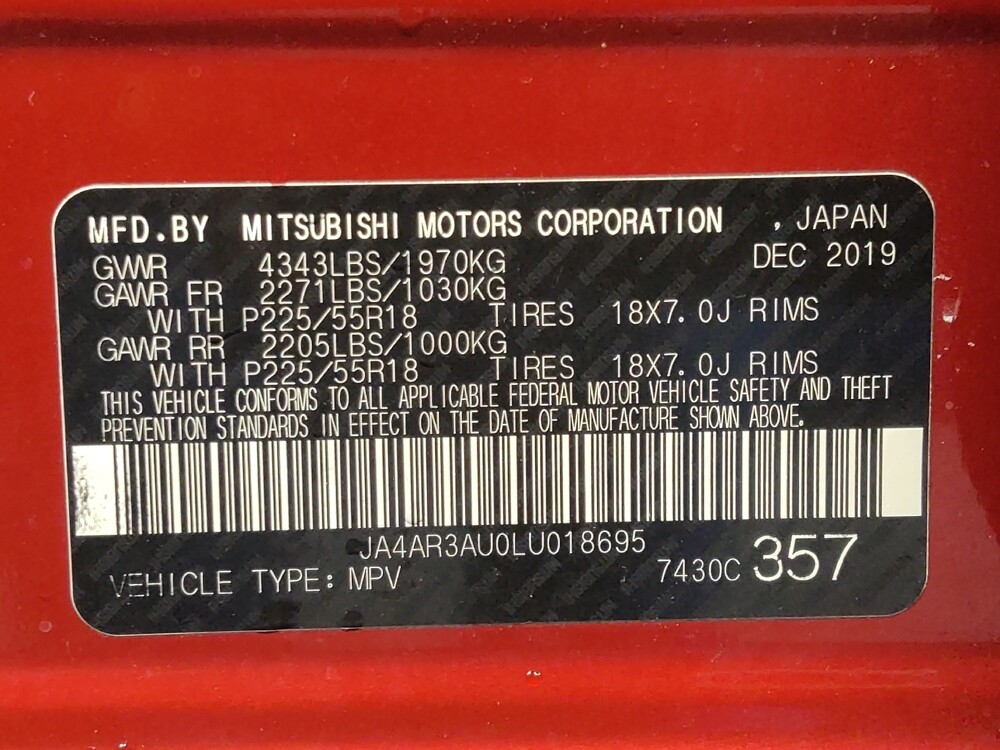 MFD.BY MITSUBISHI MOTORS CORPORATION , JAPAN
GVWR 4343LBS/1970KG DEC 2019
GAWR FR 2271LBS/1030KG
WITH P225/55R18 TIRES 18X7.0J RIMS
GAWR RR 2205LBS/1000KG
WITH P225/55R18 TIRES 18X7.0J RIMS
THIS VEHICLE CONFORMS TO ALL APPLICABLE FEDERAL MOTOR VEHICLE SAFETY AND THEFT
PREVENTION STANDARDS IN EFFECT ON THE DATE OF MANUFACTURE SHOWN ABOVE.
JA4AR3AU0LU018695
VEHICLE TYPE: MPV 7430C 357